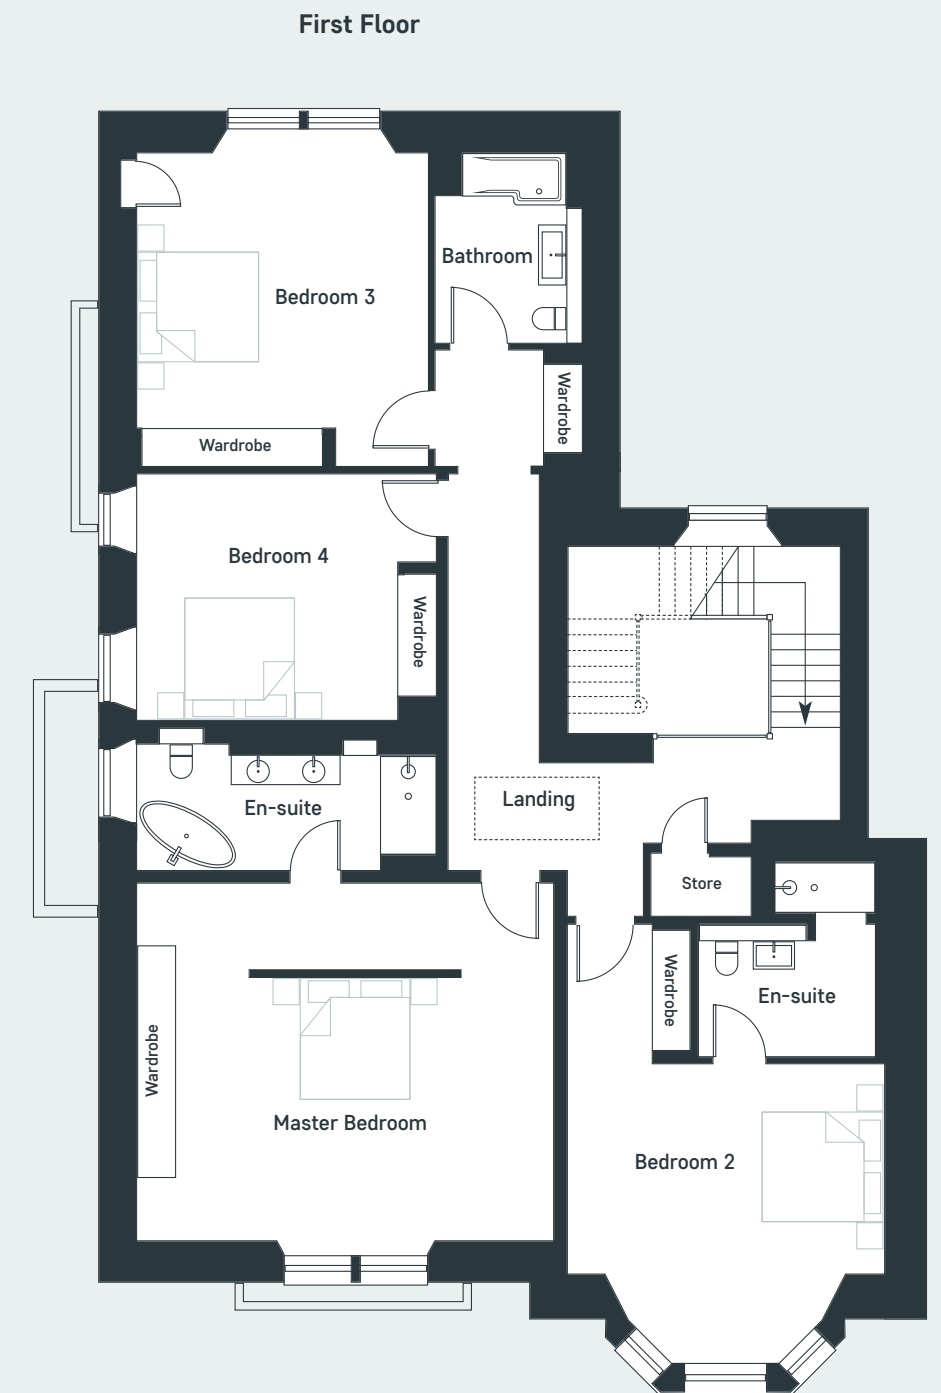 First Floor
Bathroom
Bedroom 3
Wardrobe
Wardrobe
Bedroom 4
Wardrobe
En-suite
Landing
Store
Wardrobe
En-suite
Wardrobe
Master Bedroom
Bedroom 2